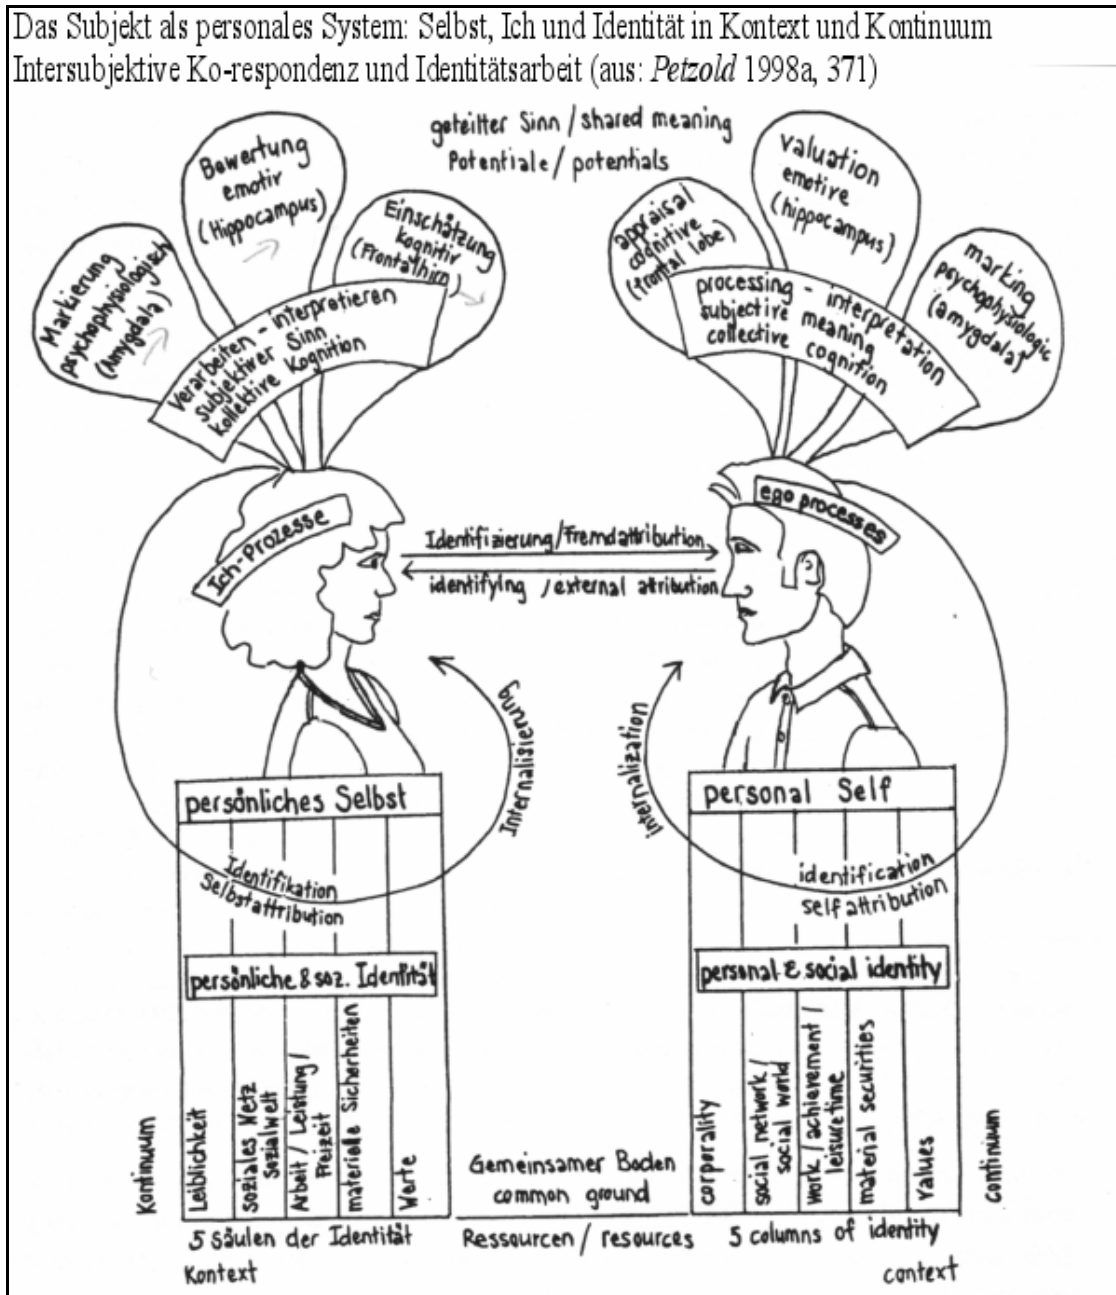 Das Subjekt als personales System: Selbst, Ich und Identität in Kontext und Kontinuum
Intersubjektive Ko-respondenz und Identitätsarbeit (aus: Petzold 1998a, 371)
geteilter Sinn / shared meaning
Potentiale / potentials
Markierung
psychophysiologisch
(Amygdala)
Bewertung
emotiv
(Hippocampus)
Einschätzung
kognitiv
(Frontalhirn)
Verarbeiten - interpretieren
subjektiver Sinn
kollektive Kognition
appraisal
cognitive
(frontal lobe)
valuation
emotive
(hippocampus)
marking
psychophysiologic
(amygdala)
processing - interpretation
subjective meaning
collective cognition
Ich-Prozesse
ego processes
Identifizierung/Fremdattribution
identifying / external atribution
Internalisierung
internalization
persönliches Selbst
Identifikation
Selbstattribution
persönliche & soz. Identität
Leiblichkeit
soziales Netz
Sozialwelt
Arbeit / Leistung /
Freizeit
materielle Sicherheiten
Werte
Kontinuum
5 Säulen der Identität
Kontext
Gemeinsamer Boden
common ground
Ressourcen / resources
personal Self
identification
self attribution
personal & social identity
corporality
social network /
social world
work / achievement /
leisure time
material securities
values
continuum
5 columns of identity
context